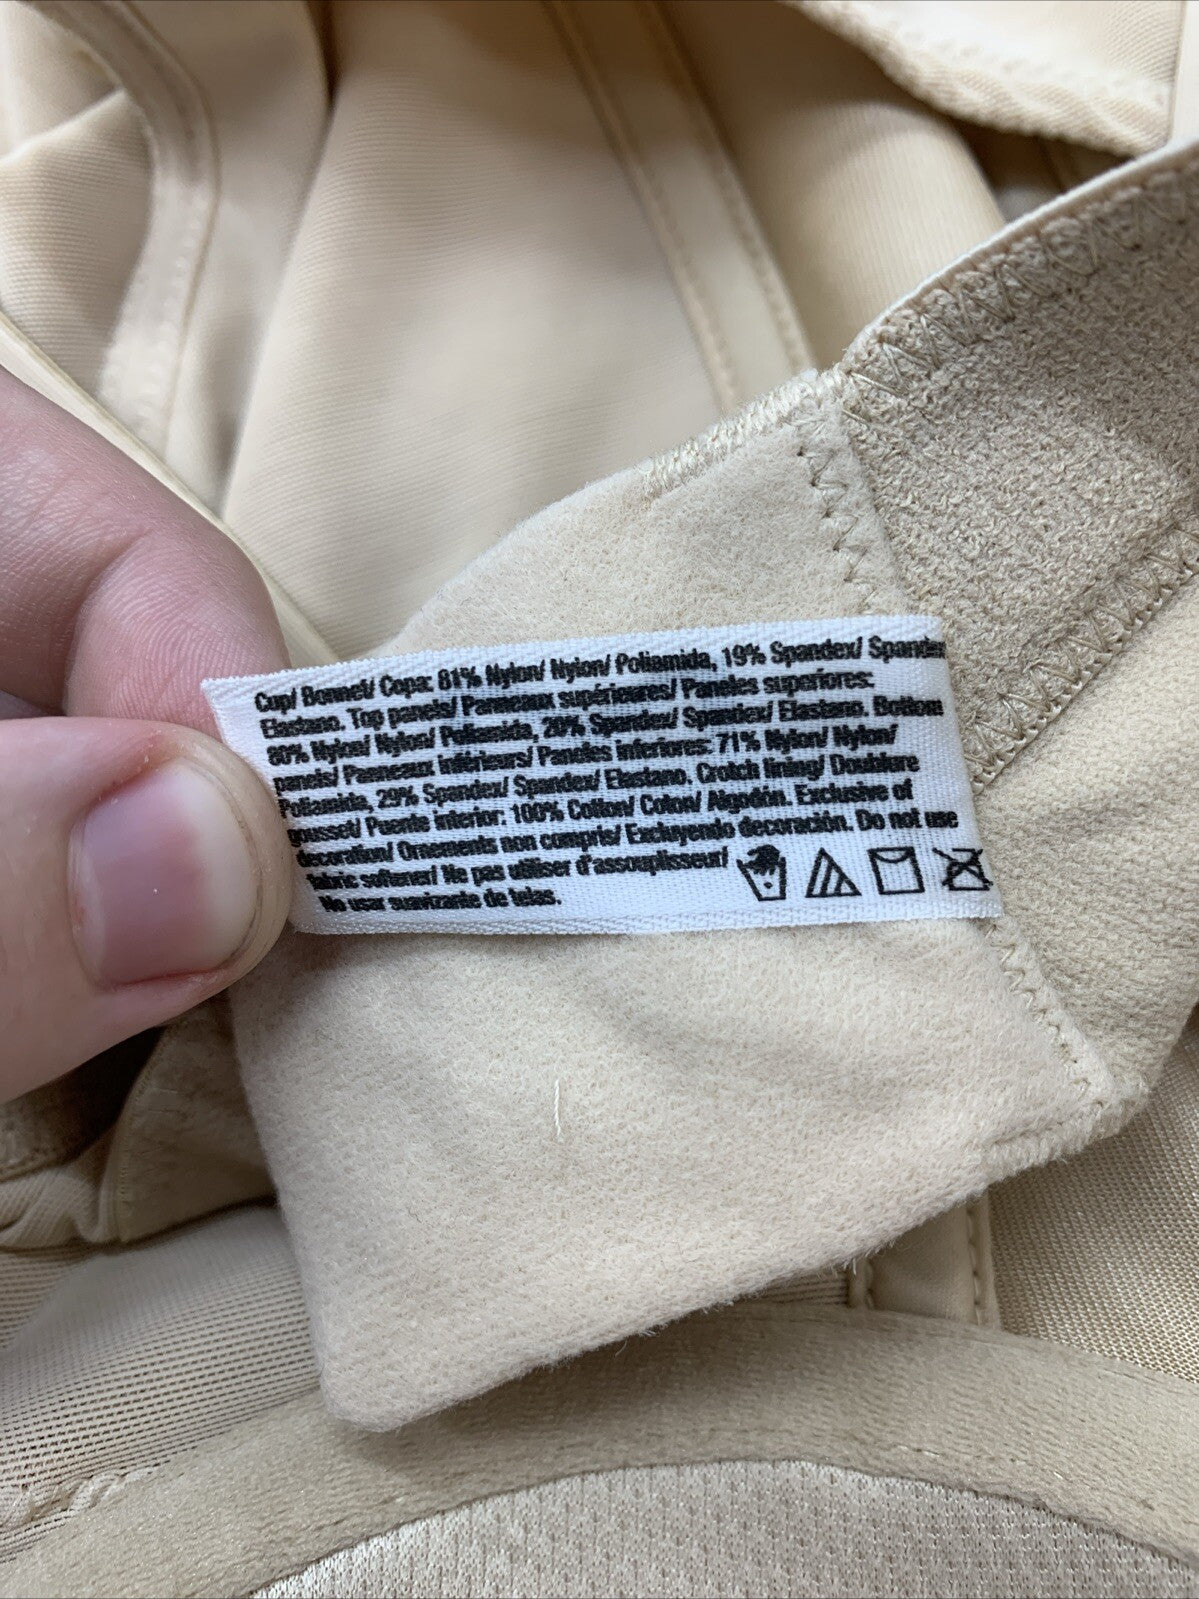 Cup/ Bonnet/ Copa: 81% Nylon/ Nylon/ Poliamida, 19% Spandex/ Spandex/
Elastano. Top panels/ Panneaux supérieures/ Paneles superiores:
80% Nylon/ Nylon/ Poliamida, 20% Spandex/ Spandex/ Elastano. Bottom
panels/ Panneaux inférieurs/ Paneles inferiores: 71% Nylon/ Nylon/
Poliamida, 29% Spandex/ Spandex/ Elastano. Crotch lining/ Doublure
gousset/ Puente interior: 100% Cotton/ Coton/ Algodón. Exclusive of
decoration/ Ornements non compris/ Excluyendo decoración. Do not use
fabric softener/ Ne pas utiliser d'assouplisseur/
No usar suavizante de telas.